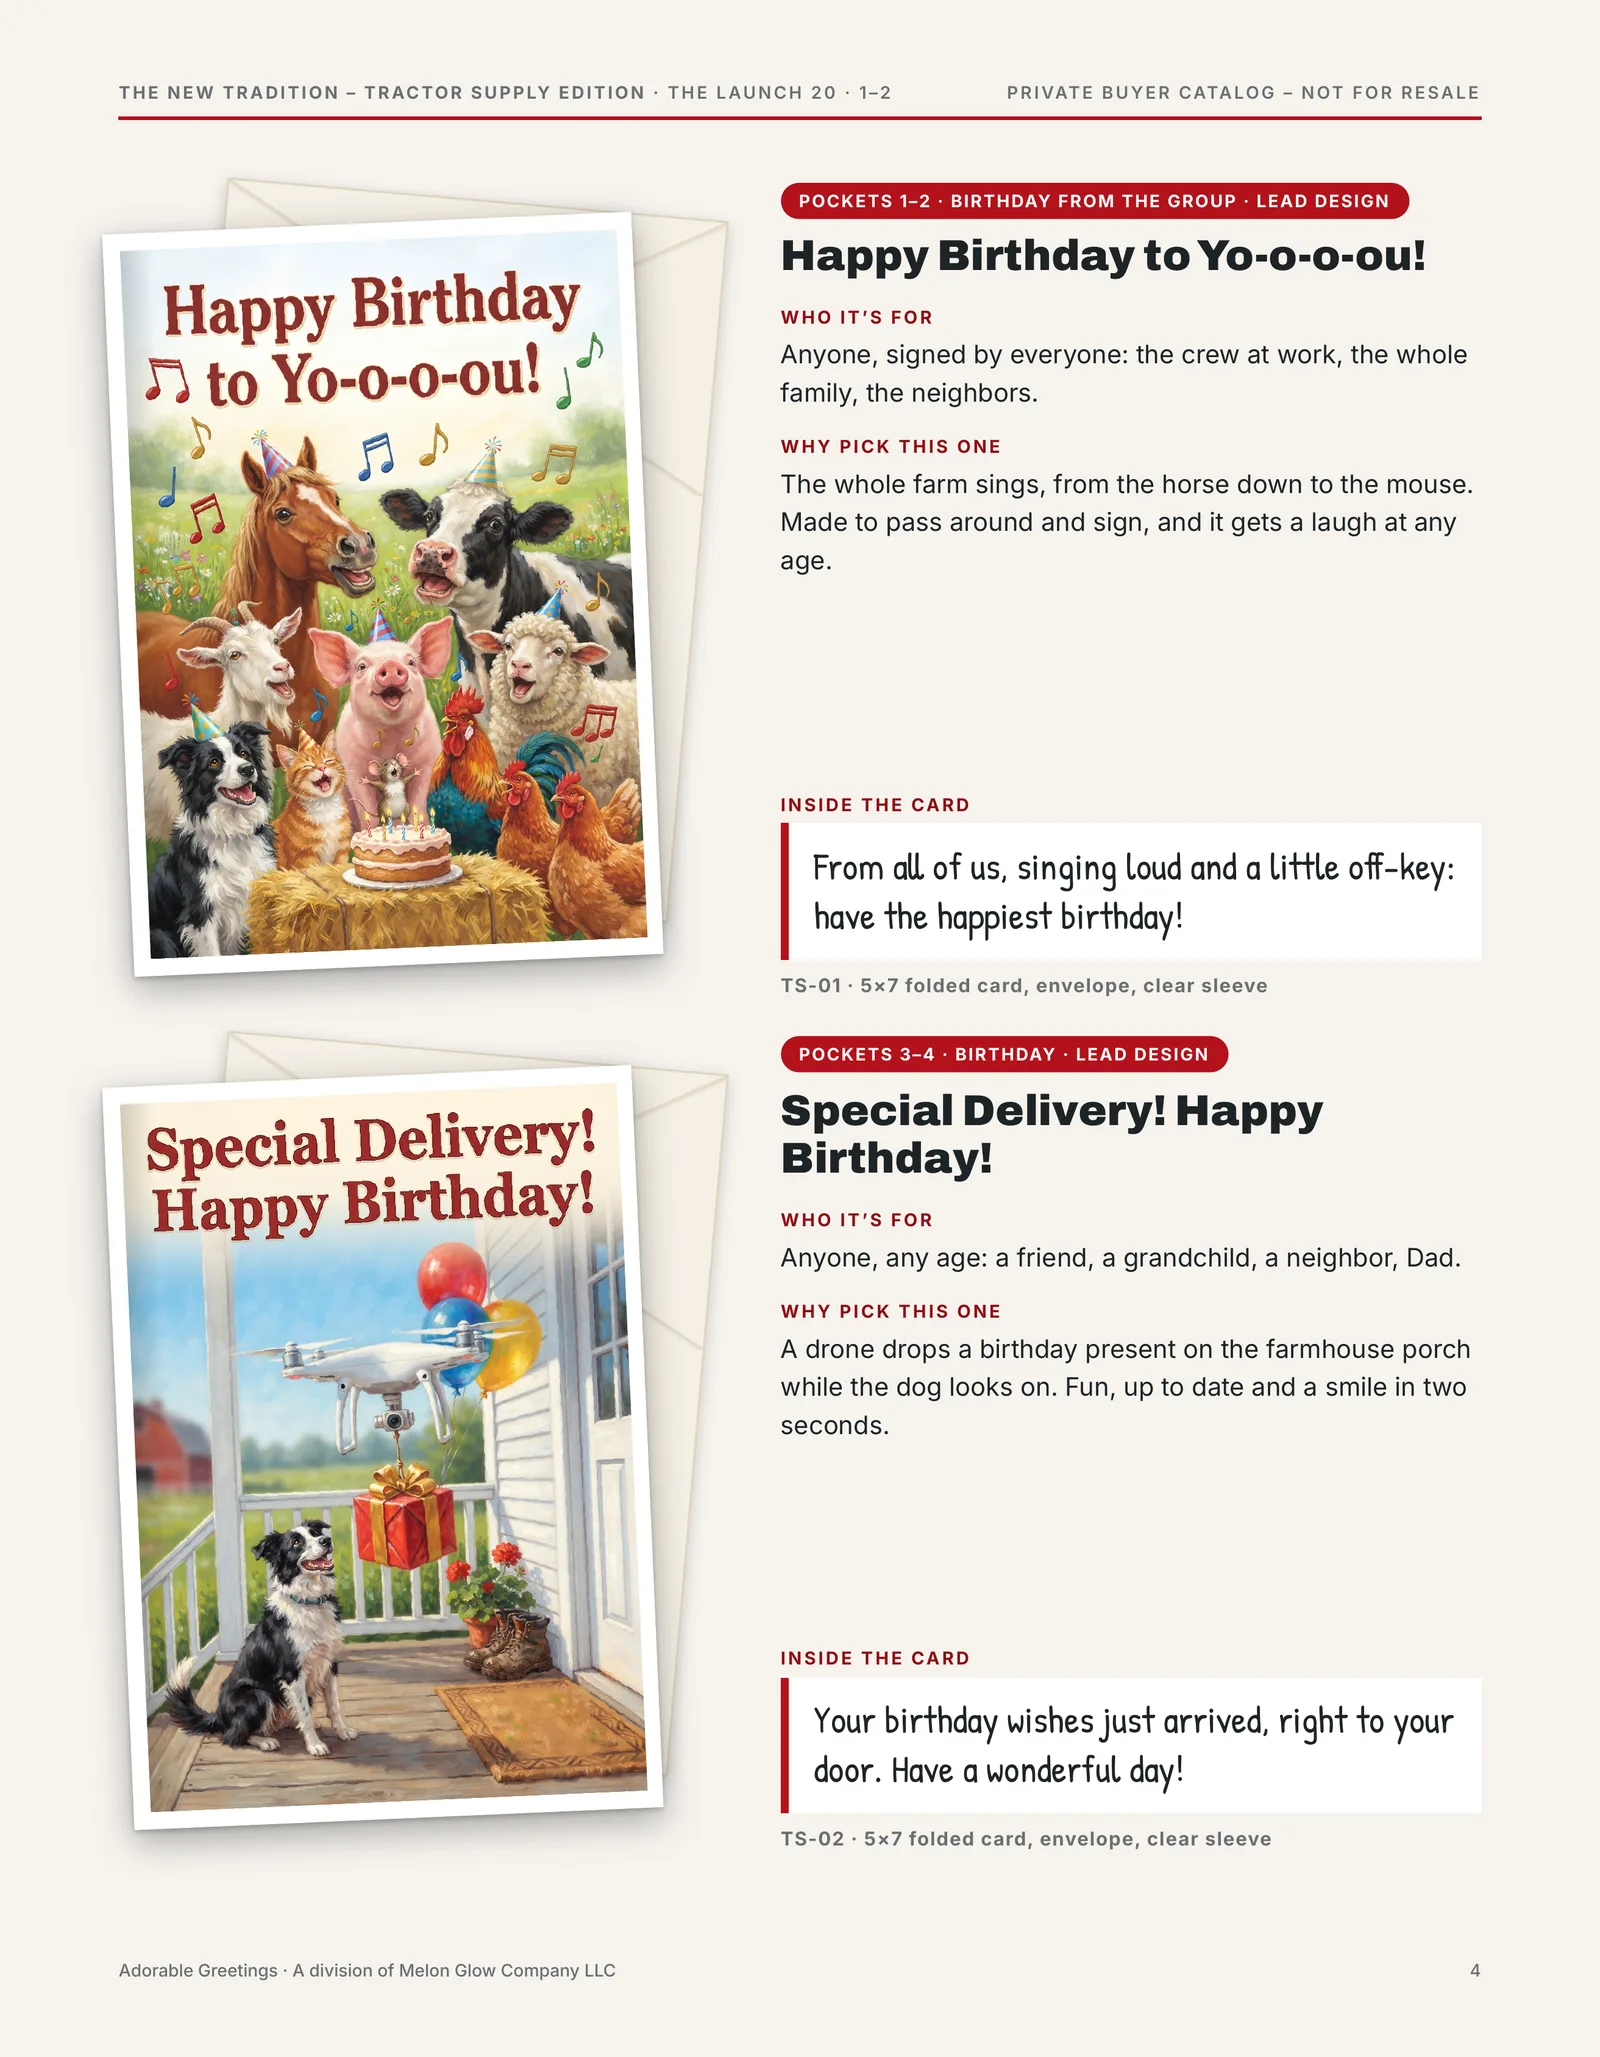 THE NEW TRADITION – TRACTOR SUPPLY EDITION · THE LAUNCH 20 · 1–2
PRIVATE BUYER CATALOG – NOT FOR RESALE
Happy Birthday
to Yo-o-o-ou!
POCKETS 1–2 · BIRTHDAY FROM THE GROUP · LEAD DESIGN
Happy Birthday to Yo-o-o-ou!
WHO IT’S FOR
Anyone, signed by everyone: the crew at work, the whole
family, the neighbors.
WHY PICK THIS ONE
The whole farm sings, from the horse down to the mouse.
Made to pass around and sign, and it gets a laugh at any
age.
INSIDE THE CARD
From all of us, singing loud and a little off-key:
have the happiest birthday!
TS-01 · 5×7 folded card, envelope, clear sleeve
Special Delivery!
Happy Birthday!
POCKETS 3–4 · BIRTHDAY · LEAD DESIGN
Special Delivery! Happy
Birthday!
WHO IT’S FOR
Anyone, any age: a friend, a grandchild, a neighbor, Dad.
WHY PICK THIS ONE
A drone drops a birthday present on the farmhouse porch
while the dog looks on. Fun, up to date and a smile in two
seconds.
INSIDE THE CARD
Your birthday wishes just arrived, right to your
door. Have a wonderful day!
TS-02 · 5×7 folded card, envelope, clear sleeve
Adorable Greetings · A division of Melon Glow Company LLC
4